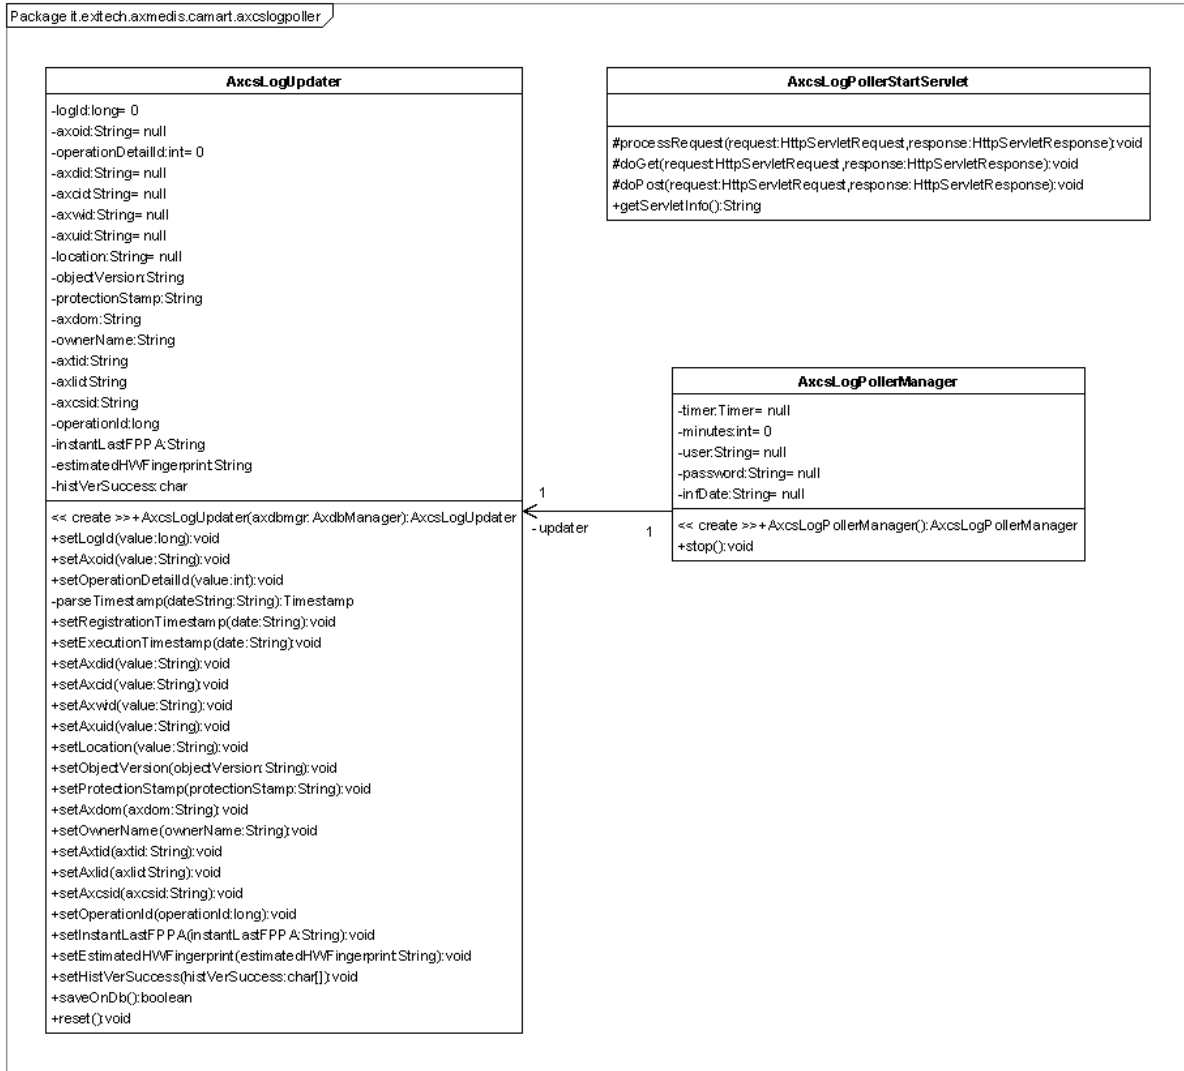 Package it.exitech.axmedis.camart.axcslogpoller
AxcsLogUpdater
-logId:long= 0
-axoid:String= null
-operationDetailId:int= 0
-axdid:String= null
-axcid:String= null
-axwid:String= null
-axuid:String= null
-location:String= null
-objectVersion:String
-protectionStamp:String
-axdom:String
-ownerName:String
-axtid:String
-axlid:String
-axcsid:String
-operationId:long
-instantLastFPPA:String
-estimatedHWFingerprint:String
-histVerSuccess:char
<< create >>+AxcsLogUpdater(axdbmgr:AxdbManager):AxcsLogUpdater
+setLogId(value:long):void
+setAxoid(value:String):void
+setOperationDetailId(value:int):void
-parseTimestamp(dateString:String):Timestamp
+setRegistrationTimestamp(date:String):void
+setExecutionTimestamp(date:String):void
+setAxdid(value:String):void
+setAxcid(value:String):void
+setAxwid(value:String):void
+setAxuid(value:String):void
+setLocation(value:String):void
+setObjectVersion(objectVersion:String):void
+setProtectionStamp(protectionStamp:String):void
+setAxdom(axdom:String):void
+setOwnerName(ownerName:String):void
+setAxtid(axtid:String):void
+setAxlid(axlid:String):void
+setAxcsid(axcsid:String):void
+setOperationId(operationId:long):void
+setInstantLastFPPA(instantLastFPPA:String):void
+setEstimatedHWFingerprint(estimatedHWFingerprint:String):void
+setHistVerSuccess(histVerSuccess:char[]):void
+saveOnDb():boolean
+reset():void
AxcsLogPollerStartServlet
#processRequest(request:HttpServletRequest,response:HttpServletResponse):void
#doGet(request:HttpServletRequest,response:HttpServletResponse):void
#doPost(request:HttpServletRequest,response:HttpServletResponse):void
+getServletInfo():String
AxcsLogPollerManager
-timer:Timer= null
-minutes:int= 0
-user:String= null
-password:String= null
-infDate:String= null
<< create >>+AxcsLogPollerManager():AxcsLogPollerManager
+stop():void
1
-updater
1